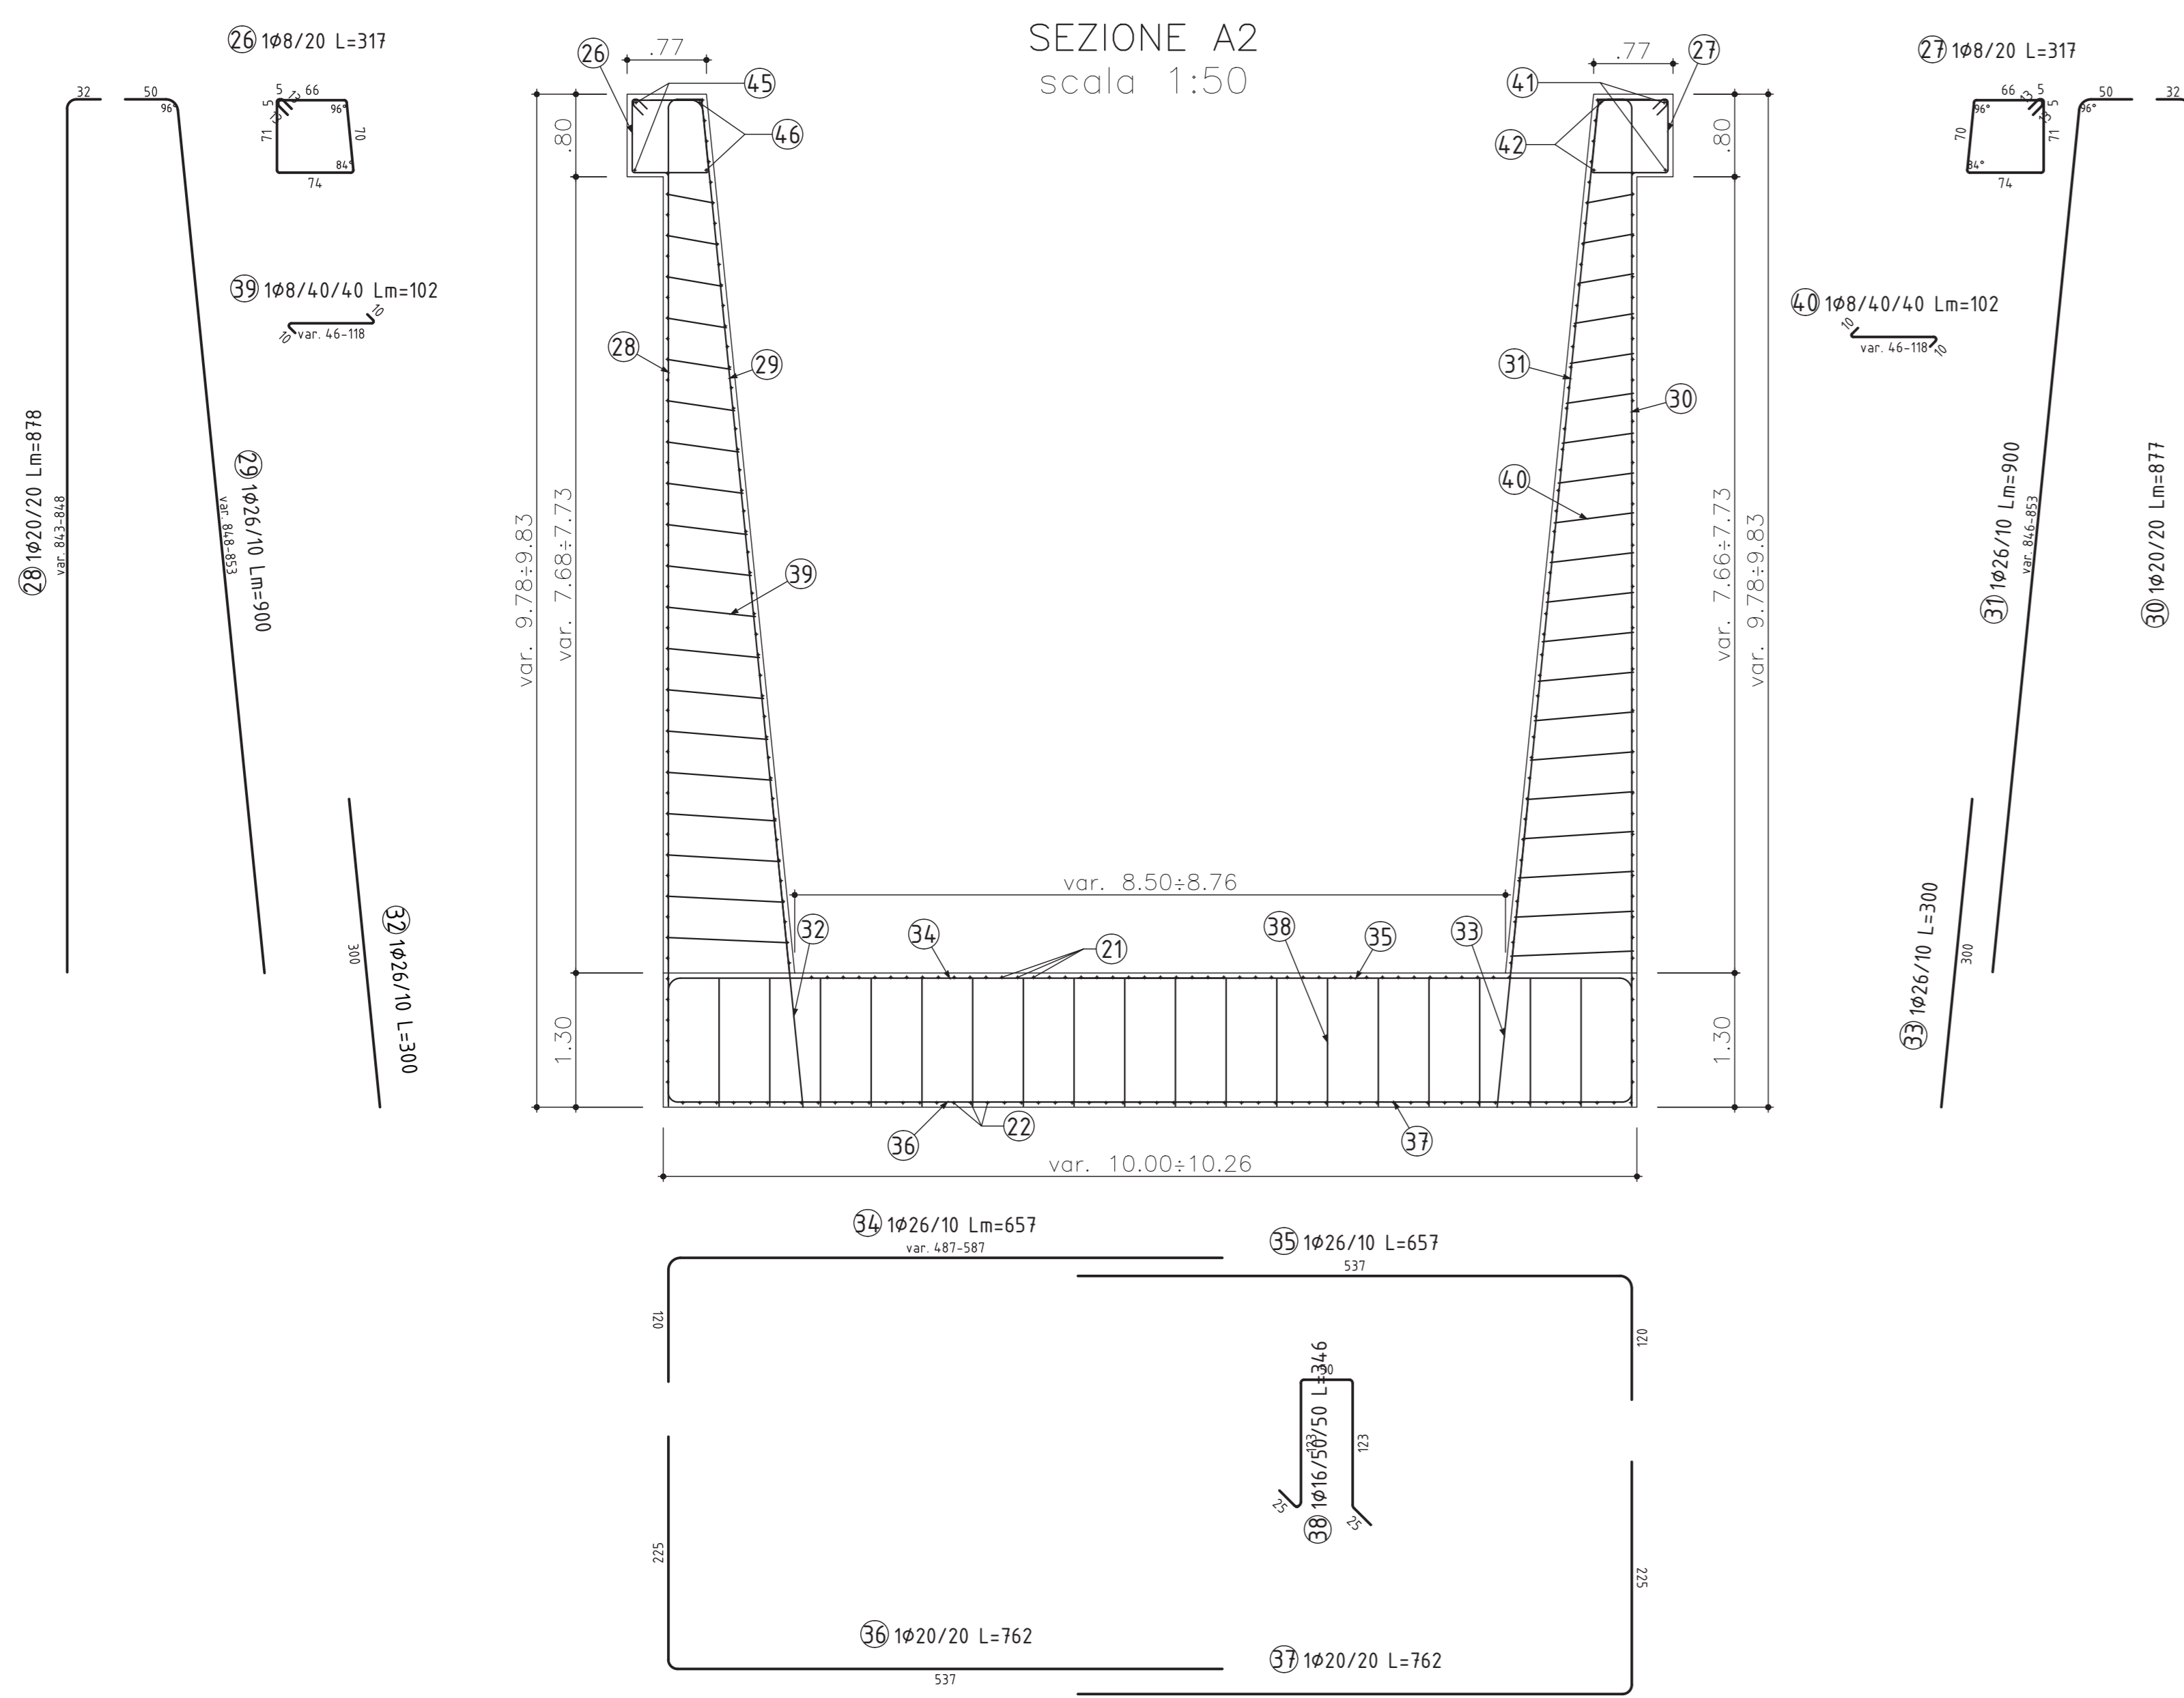 SEZIONE A2
scala 1:50
26 1ø8/20 L=317
5
66
5
13
13
96°
71
70
84°
74
32
50
96°
28 1ø20/20 Lm=878
var. 843-848
29 1ø26/10 Lm=900
var. 848-853
39 1ø8/40/40 Lm=102
10
10
var. 46-118
32 1ø26/10 L=300
300
26
.77
45
46
.80
28
29
39
var. 9.78÷9.83
var. 7.68÷7.73
1.30
.77
27
41
42
.80
31
30
40
var. 7.66÷7.73
var. 9.78÷9.83
1.30
var. 8.50÷8.76
32
34
21
38
35
33
36
22
37
var. 10.00÷10.26
27 1ø8/20 L=317
66
5
5
13
13
96°
70
71
84°
74
50
32
96°
40 1ø8/40/40 Lm=102
10
var. 46-118
10
31 1ø26/10 Lm=900
var. 846-853
30 1ø20/20 Lm=877
33 1ø26/10 L=300
300
34 1ø26/10 Lm=657
var. 487-587
35 1ø26/10 L=657
537
120
120
38 1ø16/50/50 L=346
123
123
25
25
225
225
36 1ø20/20 L=762
537
37 1ø20/20 L=762